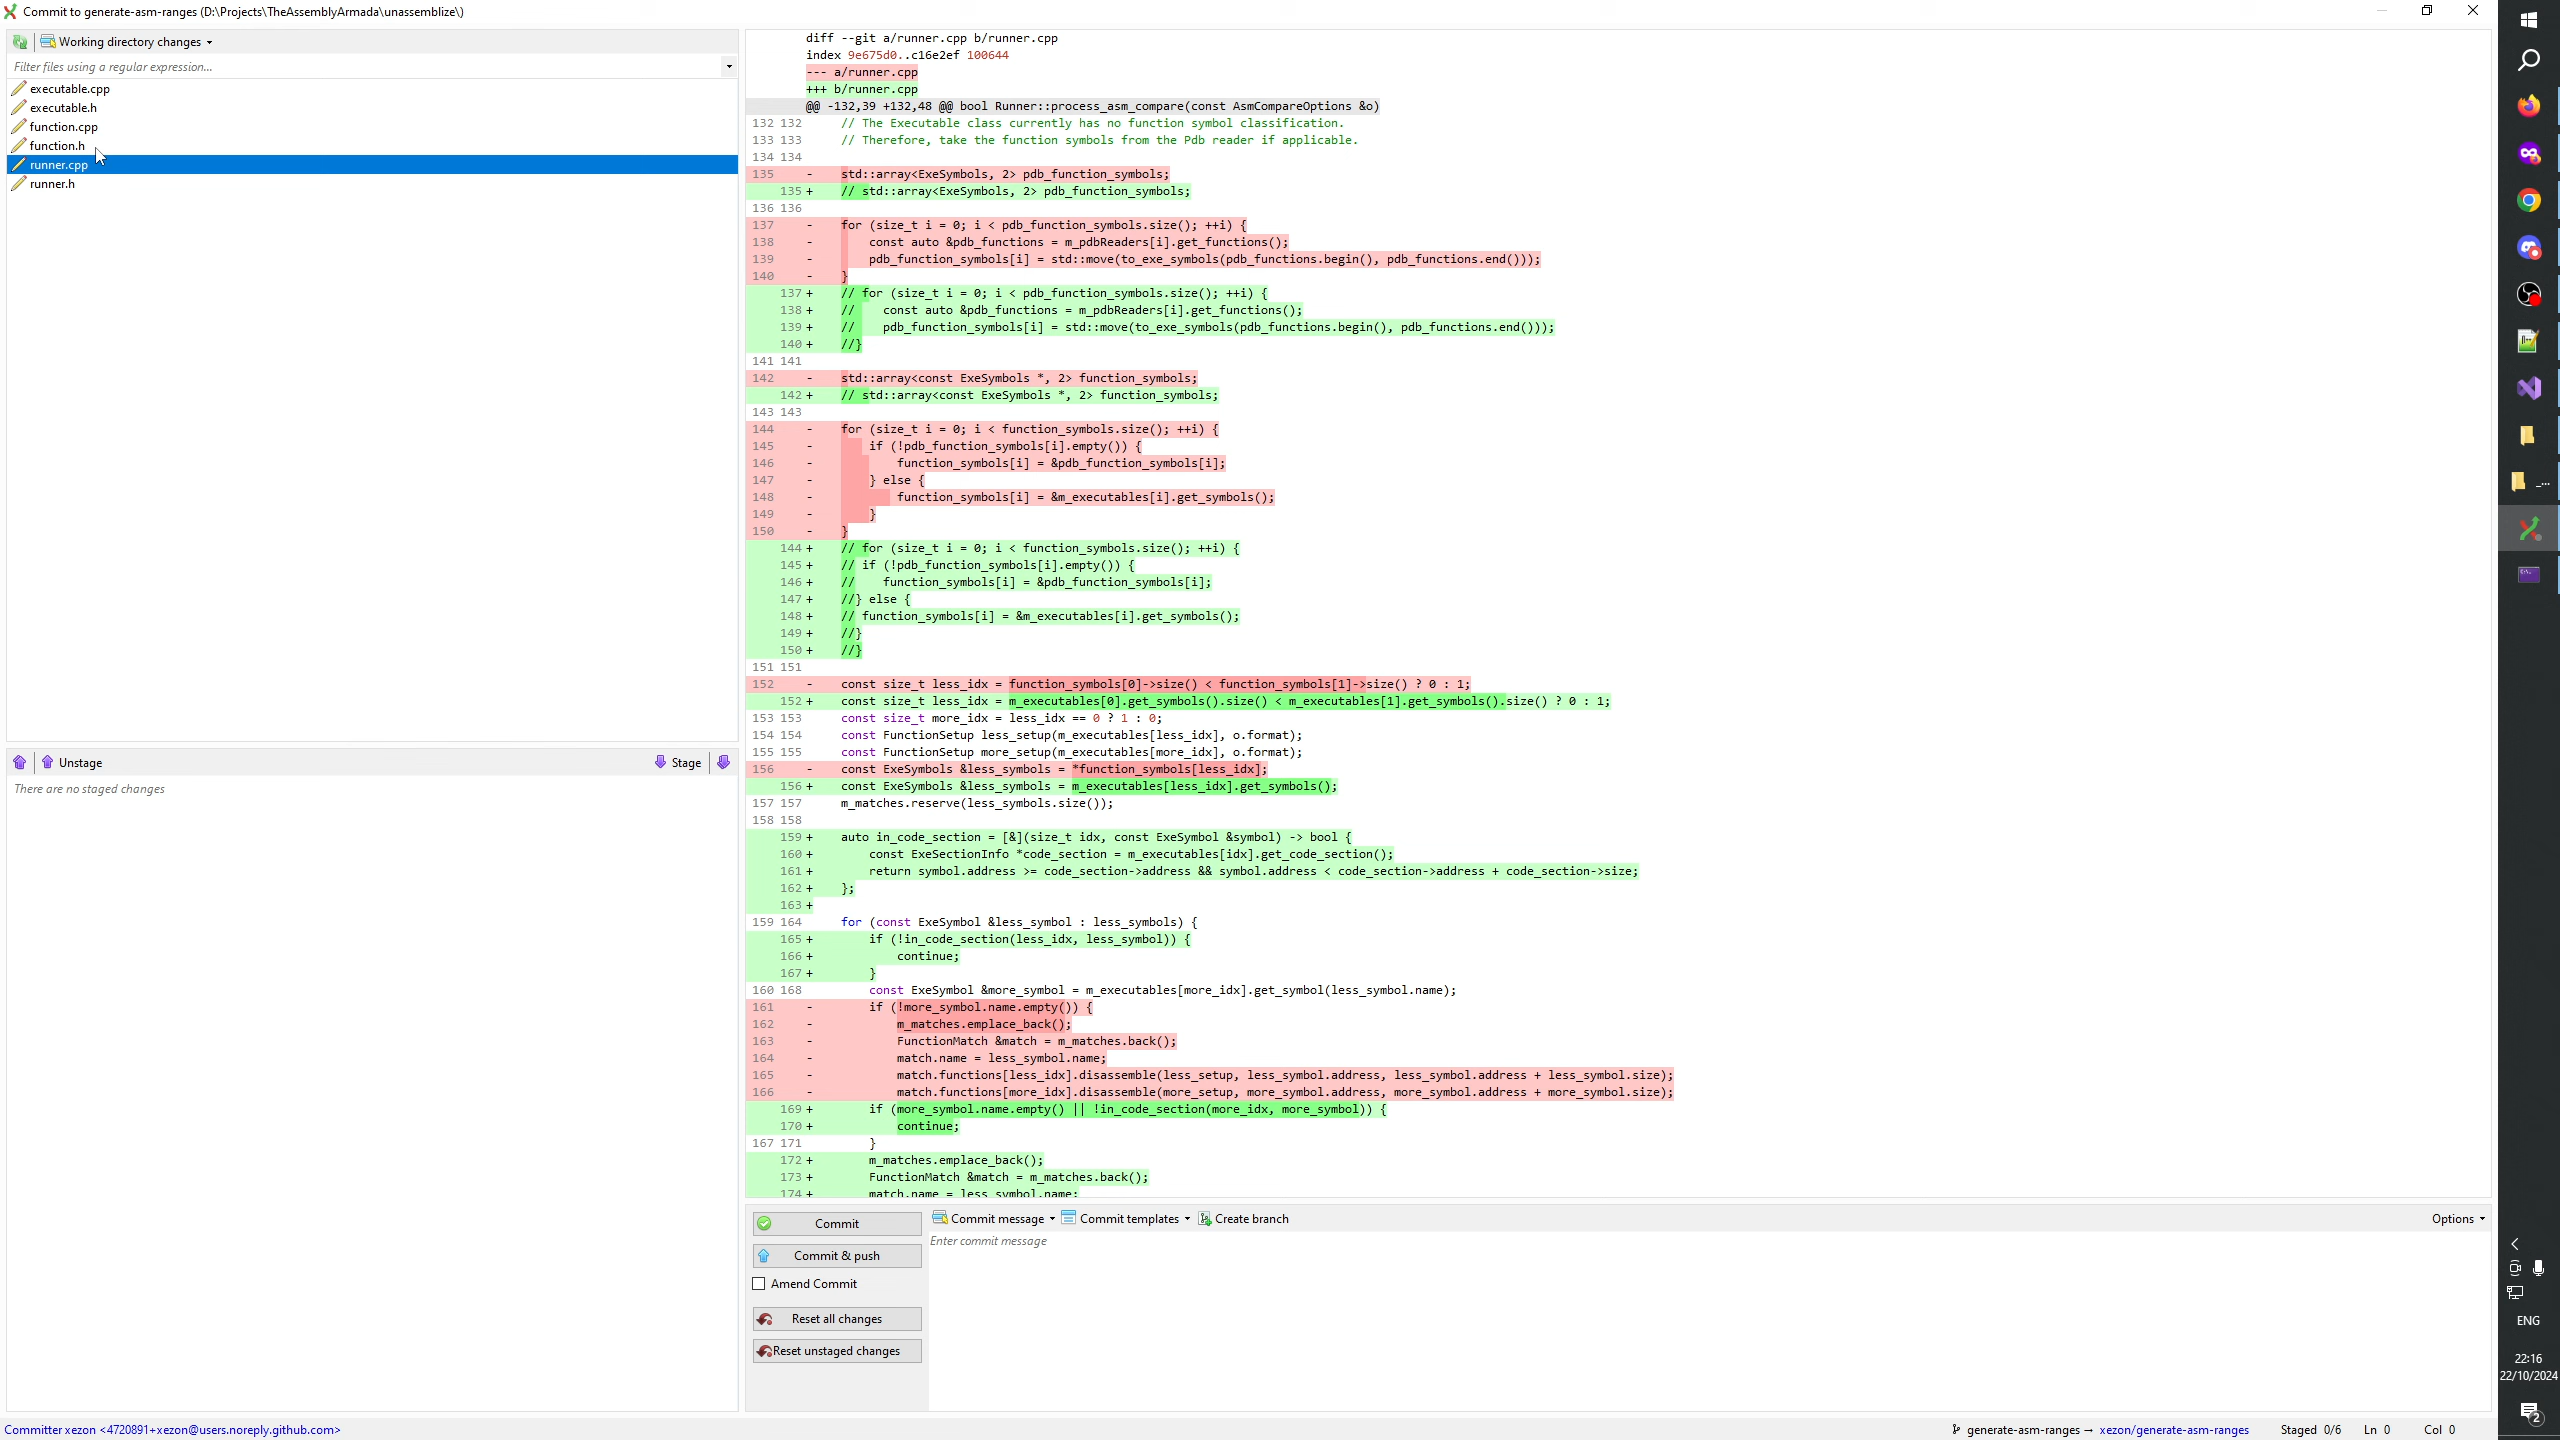 Commit to generate-asm-ranges (D:\Projects\TheAssemblyArmada\unassemblize\)
Working directory changes
Filter files using a regular expression...
executable.cpp
executable.h
function.cpp
function.h
runner.cpp
runner.h
Unstage
Stage
There are no staged changes
diff --git a/runner.cpp b/runner.cpp
index 9e675d0..c16e2ef 100644
--- a/runner.cpp
+++ b/runner.cpp
@@ -132,39 +132,48 @@ bool Runner::process_asm_compare(const AsmCompareOptions &o)
132 132     // The Executable class currently has no function symbol classification.
133 133     // Therefore, take the function symbols from the Pdb reader if applicable.
134 134
135 -     std::array<ExeSymbols, 2> pdb_function_symbols;
135 +     // std::array<ExeSymbols, 2> pdb_function_symbols;
136 136
137 -     for (size_t i = 0; i < pdb_function_symbols.size(); ++i) {
138 -         const auto &pdb_functions = m_pdbReaders[i].get_functions();
139 -         pdb_function_symbols[i] = std::move(to_exe_symbols(pdb_functions.begin(), pdb_functions.end()));
140 -     }
137 +     // for (size_t i = 0; i < pdb_function_symbols.size(); ++i) {
138 +     //    const auto &pdb_functions = m_pdbReaders[i].get_functions();
139 +     //    pdb_function_symbols[i] = std::move(to_exe_symbols(pdb_functions.begin(), pdb_functions.end()));
140 +     //}
141 141
142 -     std::array<const ExeSymbols *, 2> function_symbols;
142 +     // std::array<const ExeSymbols *, 2> function_symbols;
143 143
144 -     for (size_t i = 0; i < function_symbols.size(); ++i) {
145 -         if (!pdb_function_symbols[i].empty()) {
146 -             function_symbols[i] = &pdb_function_symbols[i];
147 -         } else {
148 -             function_symbols[i] = &m_executables[i].get_symbols();
149 -         }
150 -     }
144 +     // for (size_t i = 0; i < function_symbols.size(); ++i) {
145 +     // if (!pdb_function_symbols[i].empty()) {
146 +     //    function_symbols[i] = &pdb_function_symbols[i];
147 +     //} else {
148 +     // function_symbols[i] = &m_executables[i].get_symbols();
149 +     //}
150 +     //}
151 151
152 -     const size_t less_idx = function_symbols[0]->size() < function_symbols[1]->size() ? 0 : 1;
152 +     const size_t less_idx = m_executables[0].get_symbols().size() < m_executables[1].get_symbols().size() ? 0 : 1;
153 153     const size_t more_idx = less_idx == 0 ? 1 : 0;
154 154     const FunctionSetup less_setup(m_executables[less_idx], o.format);
155 155     const FunctionSetup more_setup(m_executables[more_idx], o.format);
156 -     const ExeSymbols &less_symbols = *function_symbols[less_idx];
156 +     const ExeSymbols &less_symbols = m_executables[less_idx].get_symbols();
157 157     m_matches.reserve(less_symbols.size());
158 158
159 +     auto in_code_section = [&](size_t idx, const ExeSymbol &symbol) -> bool {
160 +         const ExeSectionInfo *code_section = m_executables[idx].get_code_section();
161 +         return symbol.address >= code_section->address && symbol.address < code_section->address + code_section->size;
162 +     };
163 +
159 164     for (const ExeSymbol &less_symbol : less_symbols) {
165 +         if (!in_code_section(less_idx, less_symbol)) {
166 +             continue;
167 +         }
160 168         const ExeSymbol &more_symbol = m_executables[more_idx].get_symbol(less_symbol.name);
161 -         if (!more_symbol.name.empty()) {
162 -             m_matches.emplace_back();
163 -             FunctionMatch &match = m_matches.back();
164 -             match.name = less_symbol.name;
165 -             match.functions[less_idx].disassemble(less_setup, less_symbol.address, less_symbol.address + less_symbol.size);
166 -             match.functions[more_idx].disassemble(more_setup, more_symbol.address, more_symbol.address + more_symbol.size);
169 +         if (more_symbol.name.empty() || !in_code_section(more_idx, more_symbol)) {
170 +             continue;
167 171         }
172 +         m_matches.emplace_back();
173 +         FunctionMatch &match = m_matches.back();
174 +         match.name = less_symbol.name;
Commit
Commit & push
Amend Commit
Reset all changes
Reset unstaged changes
Commit message
Commit templates
Create branch
Options
Enter commit message
Committer xezon <4720891+xezon@users.noreply.github.com>
generate-asm-ranges → xezon/generate-asm-ranges
Staged 0/6
Ln 0
Col 0
...
ENG
22:16
22/10/2024
2